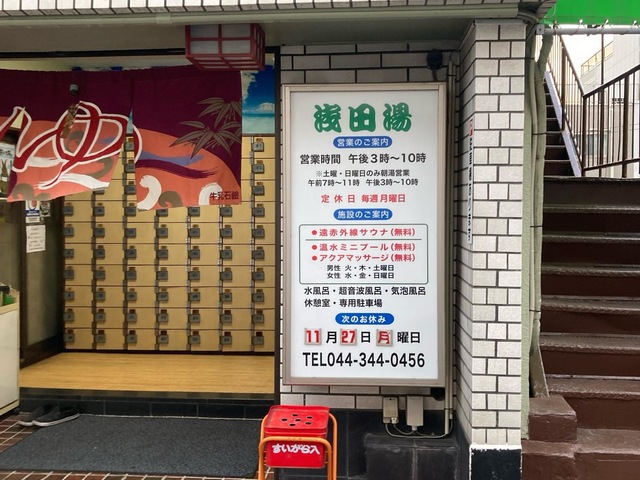 ゆ
牛乳石鹸
浅田湯
営業のご案内
営業時間 午後3時〜10時
※土曜・日曜日のみ朝湯営業
午前7時〜11時 午後3時〜10時
定休日 毎週月曜日
施設のご案内
●遠赤外線サウナ(無料)
●温水ミニプール(無料)
●アクアマッサージ(無料)
男性 火・木・土曜日
女性 水・金・日曜日
水風呂・超音波風呂・気泡風呂
休憩室・専用駐車場
次のお休み
11月27日月曜日
TEL044-344-0456
すいがら入